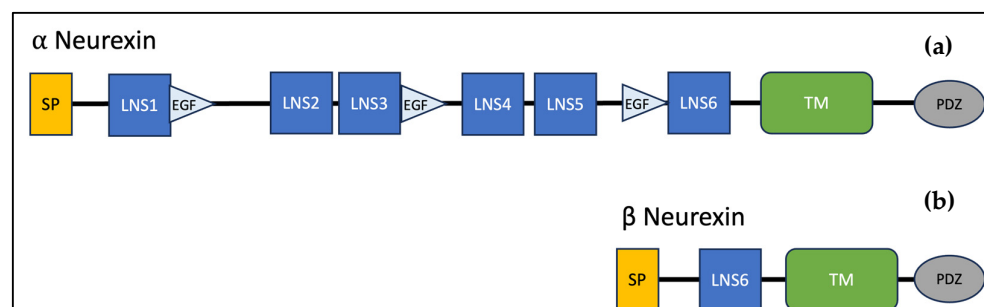 α Neurexin
(a)
SP LNS1 EGF LNS2 LNS3 EGF LNS4 LNS5 EGF LNS6 TM PDZ
(b)
β Neurexin
SP LNS6 TM PDZ